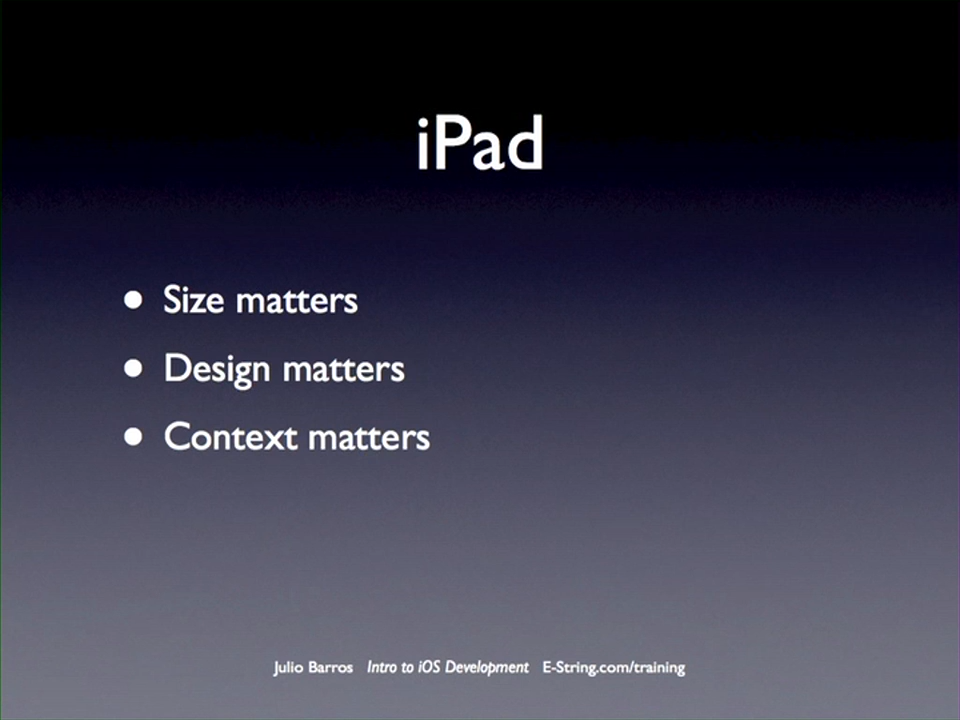 iPad
• Size matters
• Design matters
• Context matters
Julio Barros Intro to iOS Development E-String.com/training